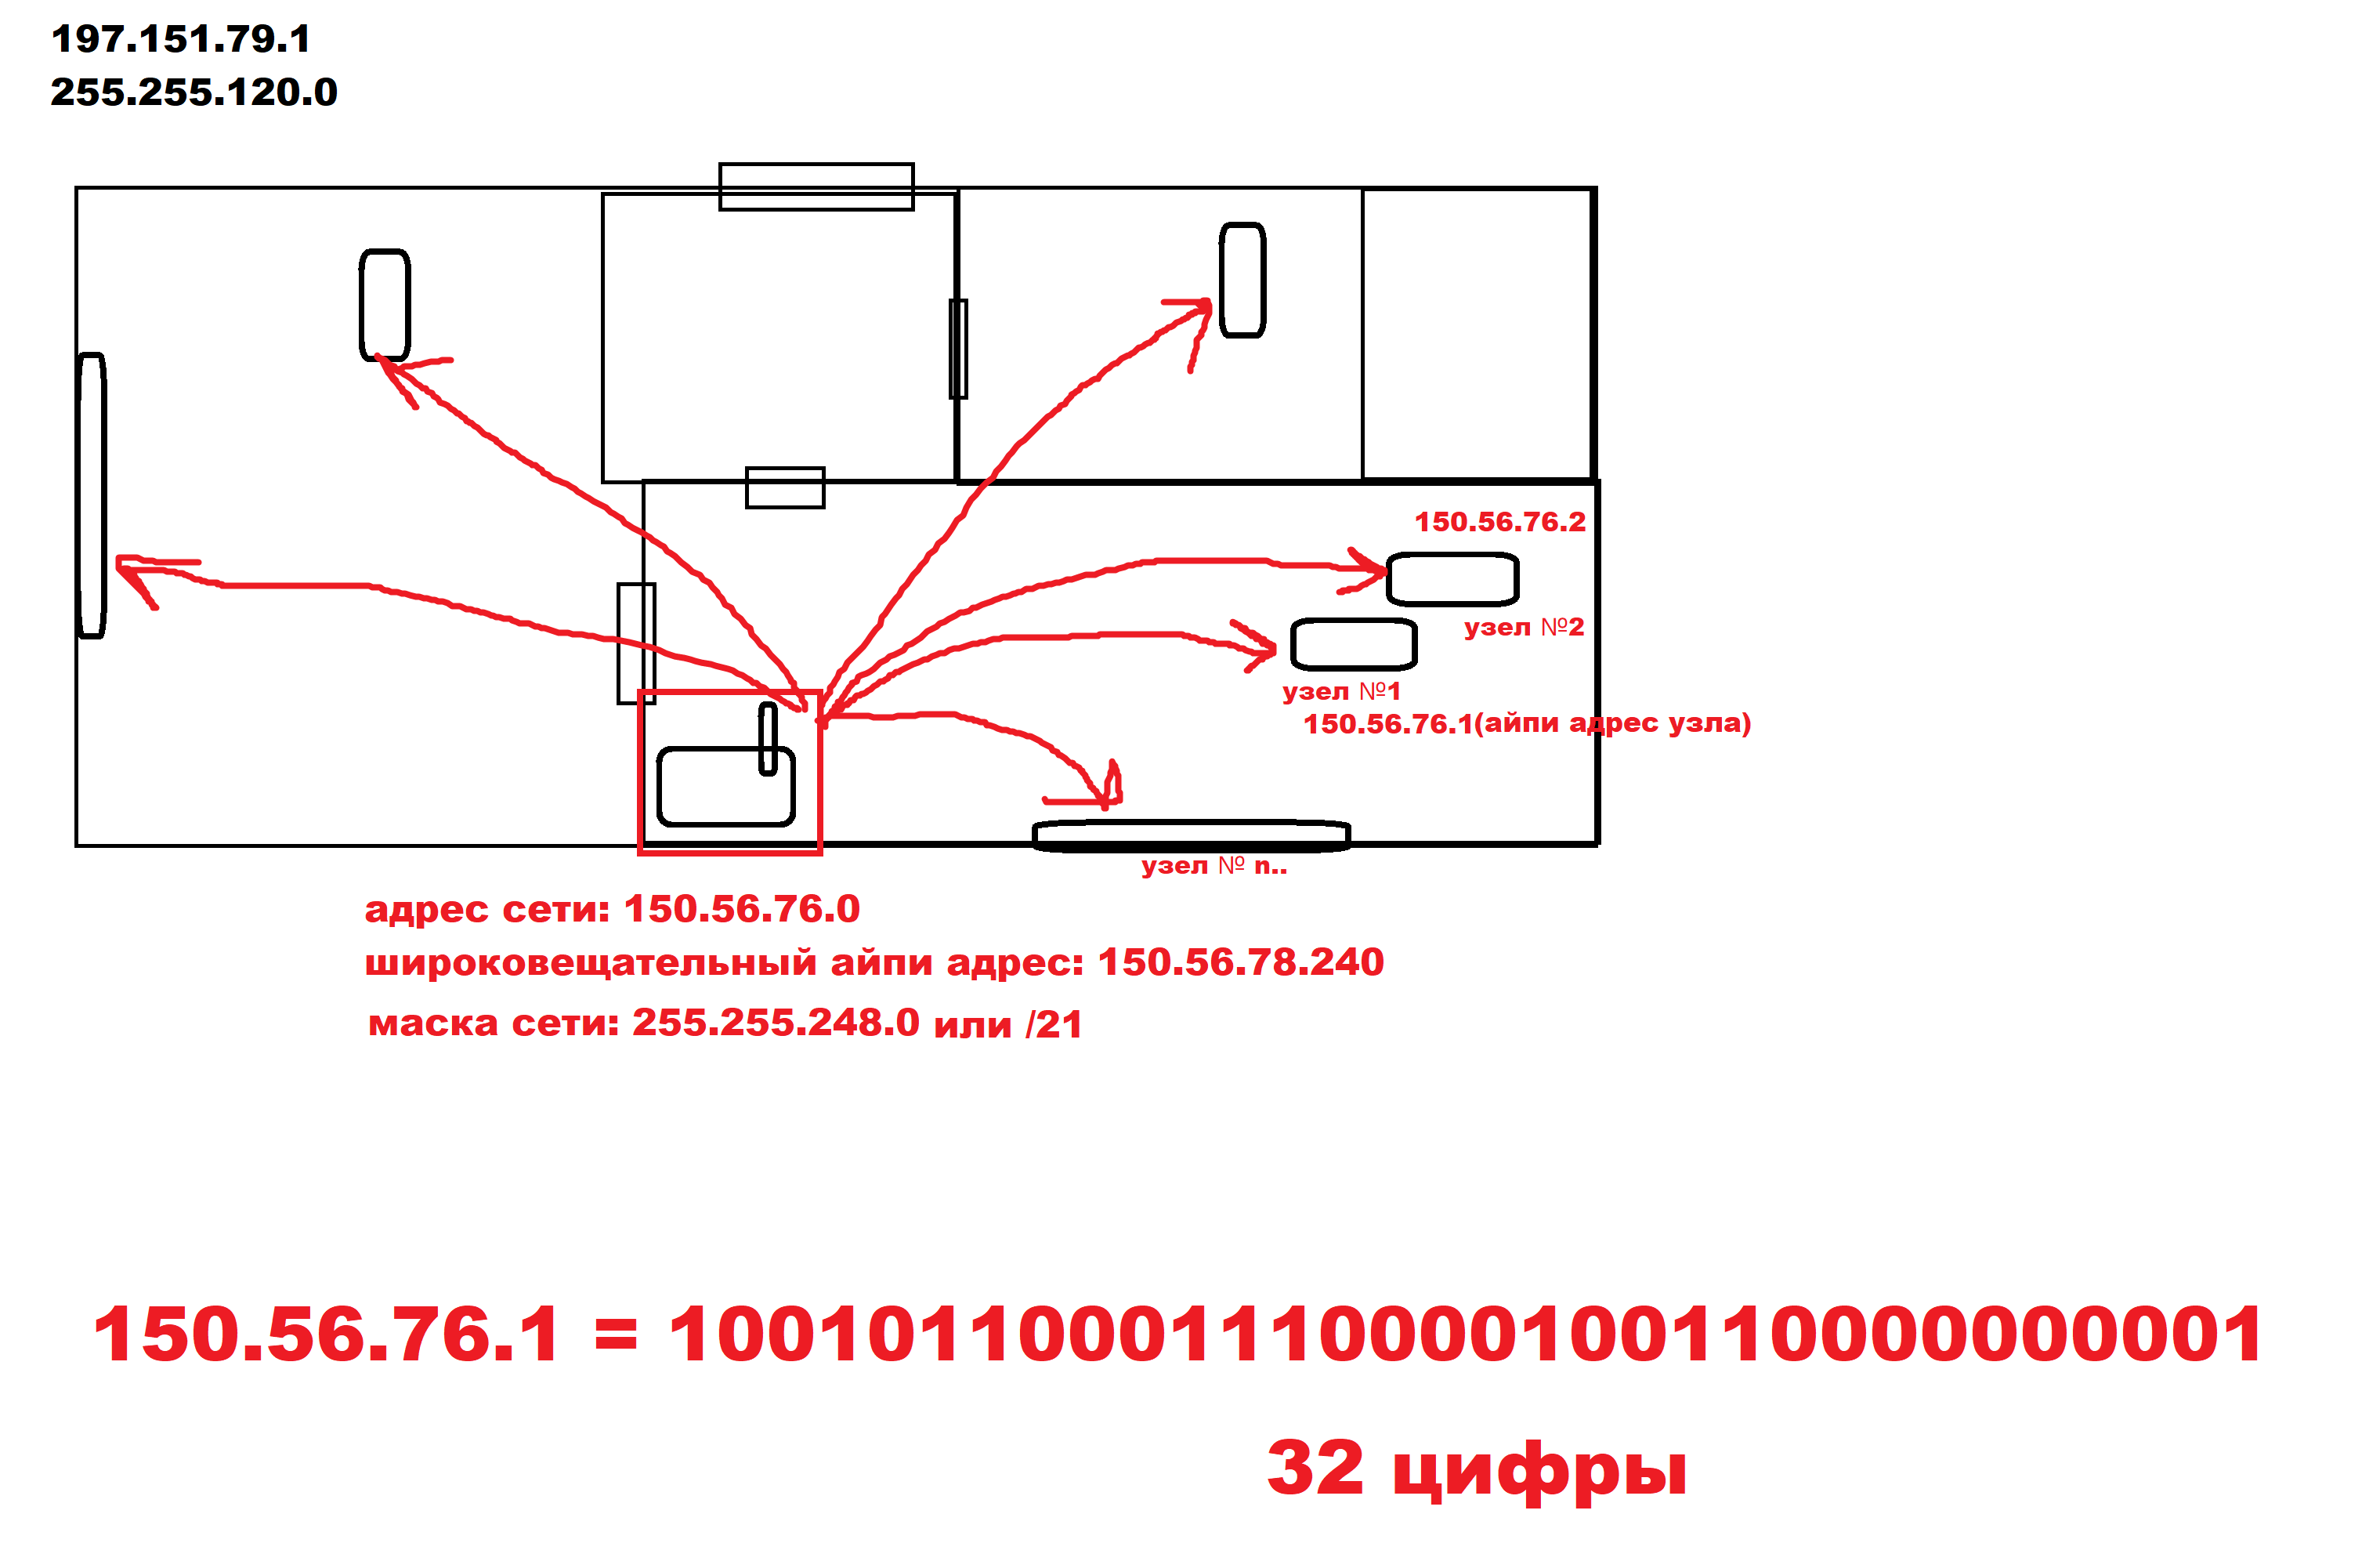 197.151.79.1
255.255.120.0
150.56.76.2
узел №2
узел №1
150.56.76.1(айпи адрес узла)
узел № n..
адрес сети: 150.56.76.0
широковещательный айпи адрес: 150.56.78.240
маска сети: 255.255.248.0 или /21
150.56.76.1 = 10010110001110000100110000000001
32 цифры